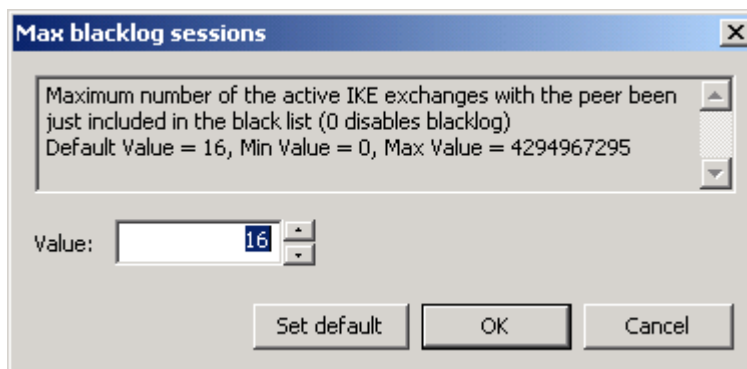 Max blacklog sessions
Maximum number of the active IKE exchanges with the peer been
just included in the black list (0 disables blacklog)
Default Value = 16, Min Value = 0, Max Value = 4294967295
Value: 16
Set default OK Cancel